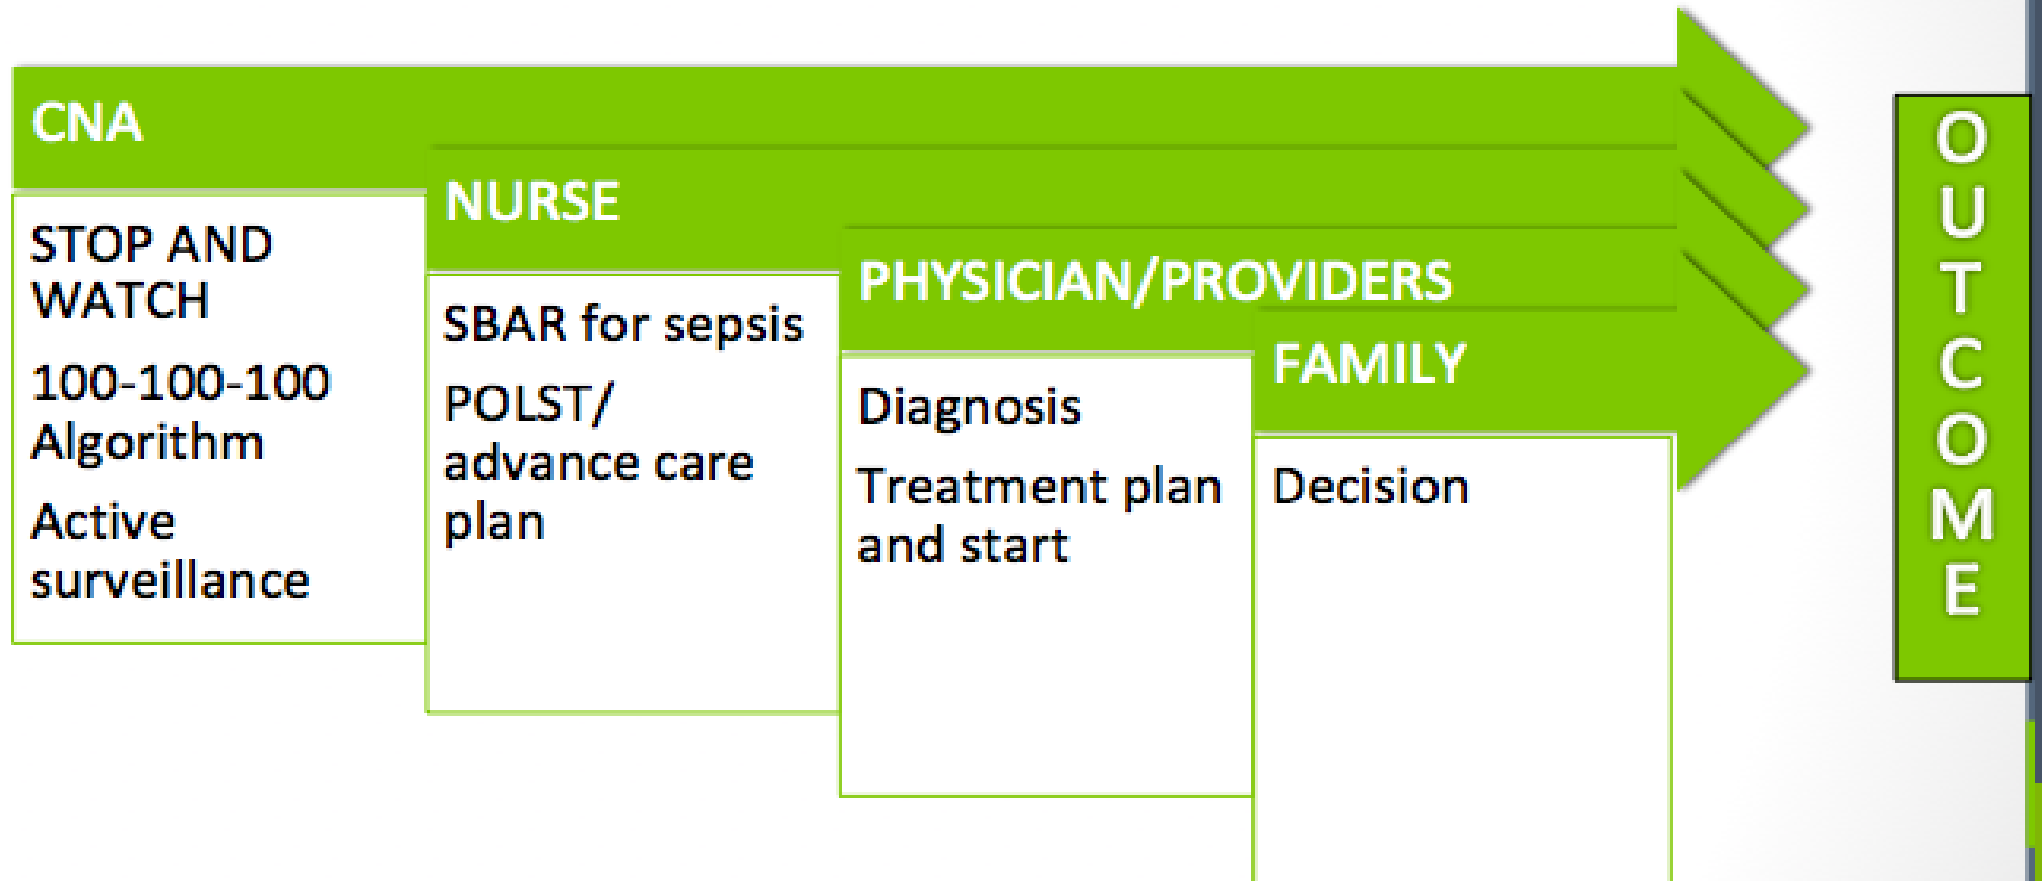 CNA
STOP AND
WATCH
100-100-100
Algorithm
Active
surveillance
NURSE
SBAR for sepsis
POLST/
advance care
plan
PHYSICIAN/PROVIDERS
Diagnosis
Treatment plan
and start
FAMILY
Decision
OUTCOME